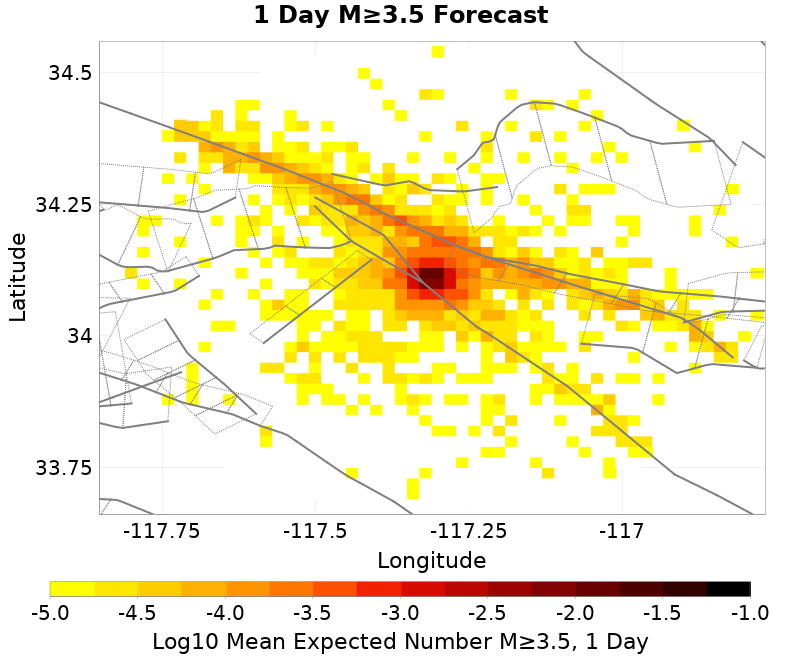 1 Day M≥3.5 Forecast
34.5
34.25
34
33.75
Latitude
-117.75 -117.5 -117.25 -117
Longitude
-5.0 -4.5 -4.0 -3.5 -3.0 -2.5 -2.0 -1.5 -1.0
Log10 Mean Expected Number M≥3.5, 1 Day